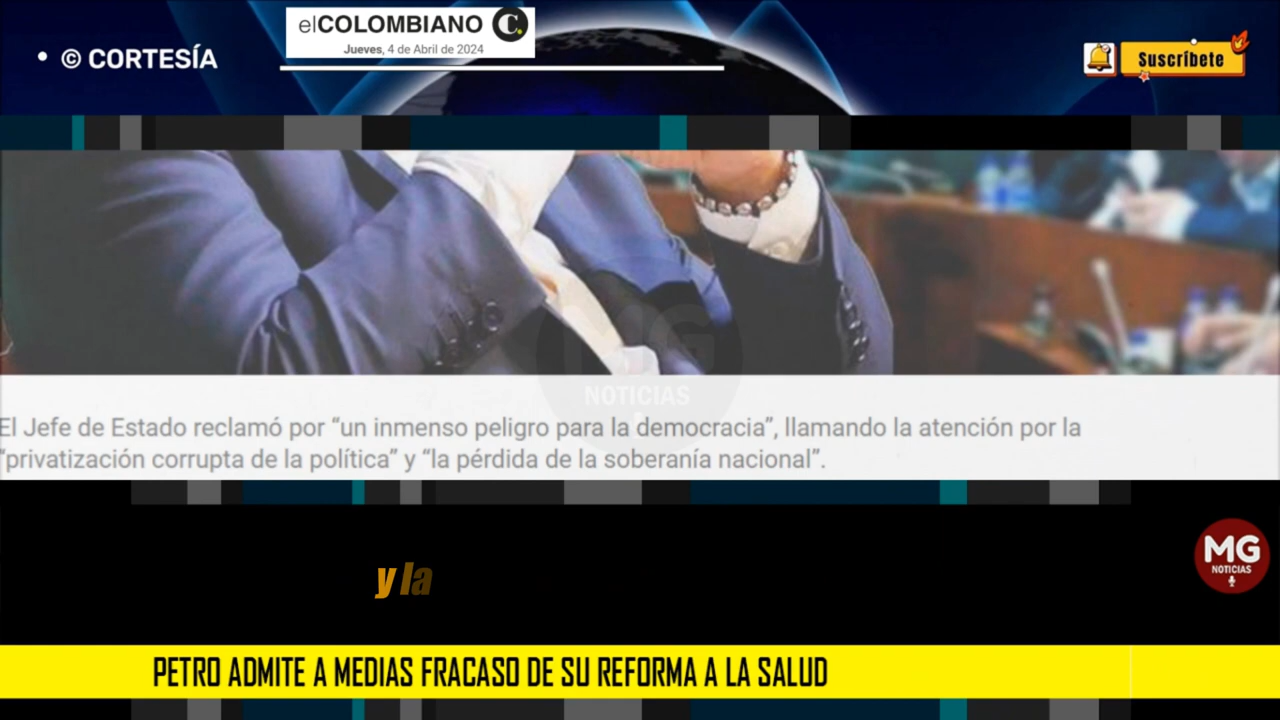 elCOLOMBIANO
Jueves, 4 de Abril de 2024
• © CORTESÍA
Suscríbete
MG
NOTICIAS
El Jefe de Estado reclamó por “un inmenso peligro para la democracia”, llamando la atención por la
“privatización corrupta de la política” y “la pérdida de la soberanía nacional”.
MG
NOTICIAS
y la
PETRO ADMITE A MEDIAS FRACASO DE SU REFORMA A LA SALUD